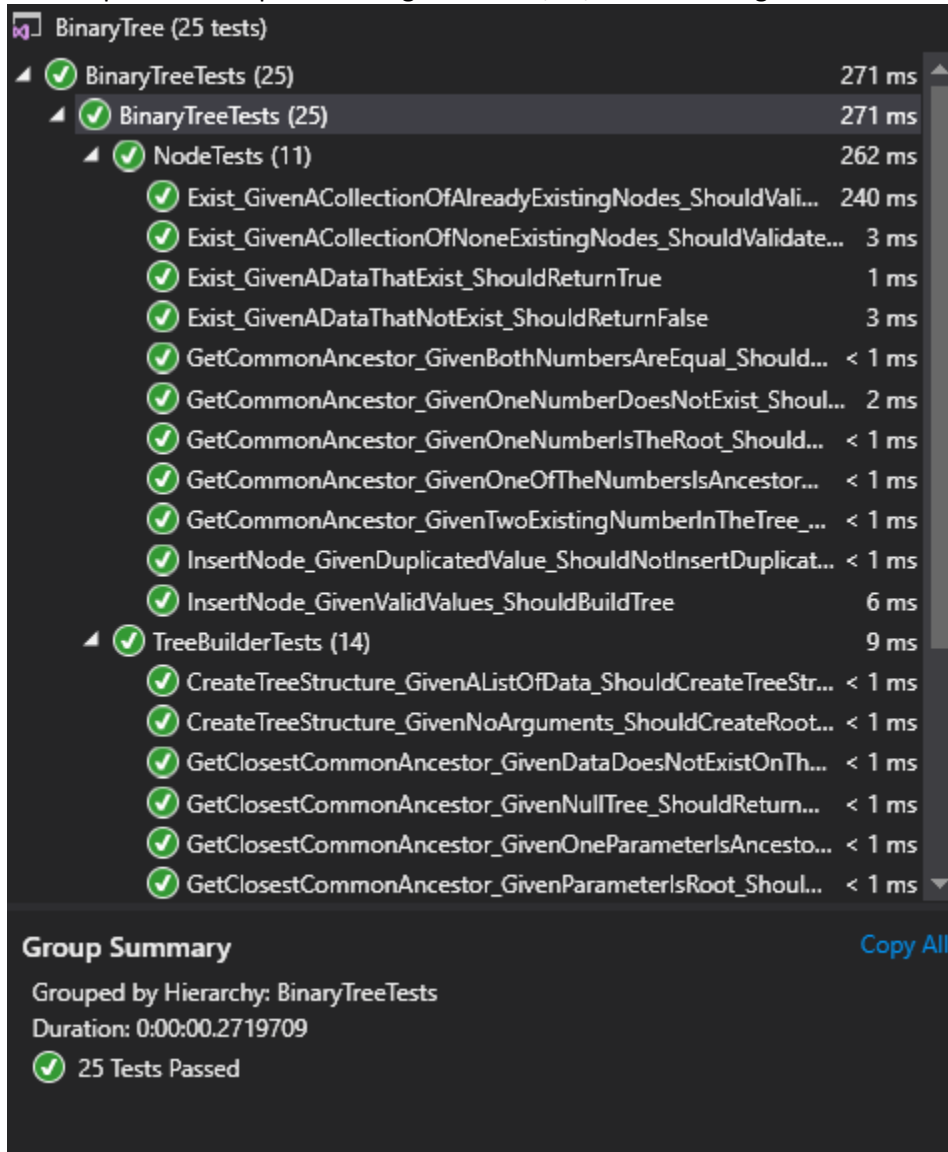 BinaryTree (25 tests)
BinaryTreeTests (25) 271 ms
BinaryTreeTests (25) 271 ms
NodeTests (11) 262 ms
Exist_GivenACollectionOfAlreadyExistingNodes_ShouldVali... 240 ms
Exist_GivenACollectionOfNoneExistingNodes_ShouldValidate... 3 ms
Exist_GivenADataThatExist_ShouldReturnTrue 1 ms
Exist_GivenADataThatNotExist_ShouldReturnFalse 3 ms
GetCommonAncestor_GivenBothNumbersAreEqual_Should... < 1 ms
GetCommonAncestor_GivenOneNumberDoesNotExist_Shoul... 2 ms
GetCommonAncestor_GivenOneNumberIsTheRoot_Should... < 1 ms
GetCommonAncestor_GivenOneOfTheNumbersIsAncestor... < 1 ms
GetCommonAncestor_GivenTwoExistingNumberInTheTree_... < 1 ms
InsertNode_GivenDuplicatedValue_ShouldNotInsertDuplicat... < 1 ms
InsertNode_GivenValidValues_ShouldBuildTree 6 ms
TreeBuilderTests (14) 9 ms
CreateTreeStructure_GivenAListOfData_ShouldCreateTreeStr... < 1 ms
CreateTreeStructure_GivenNoArguments_ShouldCreateRoot... < 1 ms
GetClosestCommonAncestor_GivenDataDoesNotExistOnTh... < 1 ms
GetClosestCommonAncestor_GivenNullTree_ShouldReturn... < 1 ms
GetClosestCommonAncestor_GivenOneParameterIsAncesto... < 1 ms
GetClosestCommonAncestor_GivenParameterIsRoot_Shoul... < 1 ms
Group Summary Copy All
Grouped by Hierarchy: BinaryTreeTests
Duration: 0:00:00.2719709
25 Tests Passed